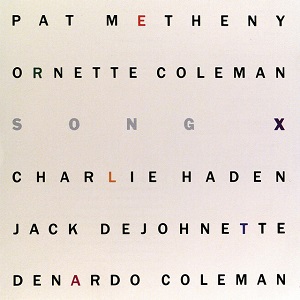 PAT METHENY
ORNETTE COLEMAN
SONG X
CHARLIE HADEN
JACK DEJOHNETTE
DENARDO COLEMAN